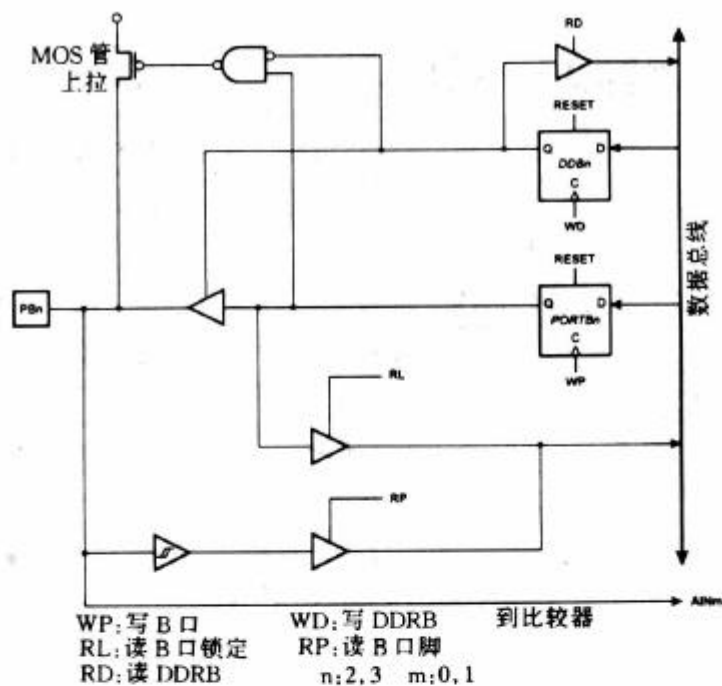 MOS 管
上拉
RD
RESET
Q
D
DDBn
C
WD
RESET
PBn
Q
D
PORTBn
C
WP
数据总线
RL
RP
AINm
WP:写 B 口
WD:写 DDRB
到比较器
RL:读 B 口锁定
RP:读 B 口脚
RD:读 DDRB
n:2,3 m:0,1